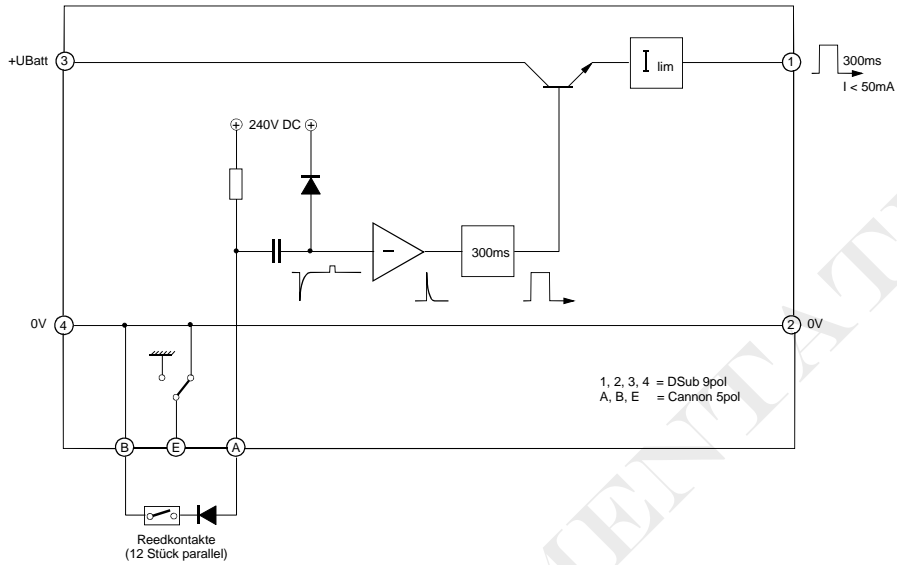 +UBatt
3
I lim
1
300ms
I < 50mA
240V DC
300ms
0V
4
2
0V
1, 2, 3, 4 = DSub 9pol
A, B, E = Cannon 5pol
B
E
A
Reedkontakte
(12 Stück parallel)